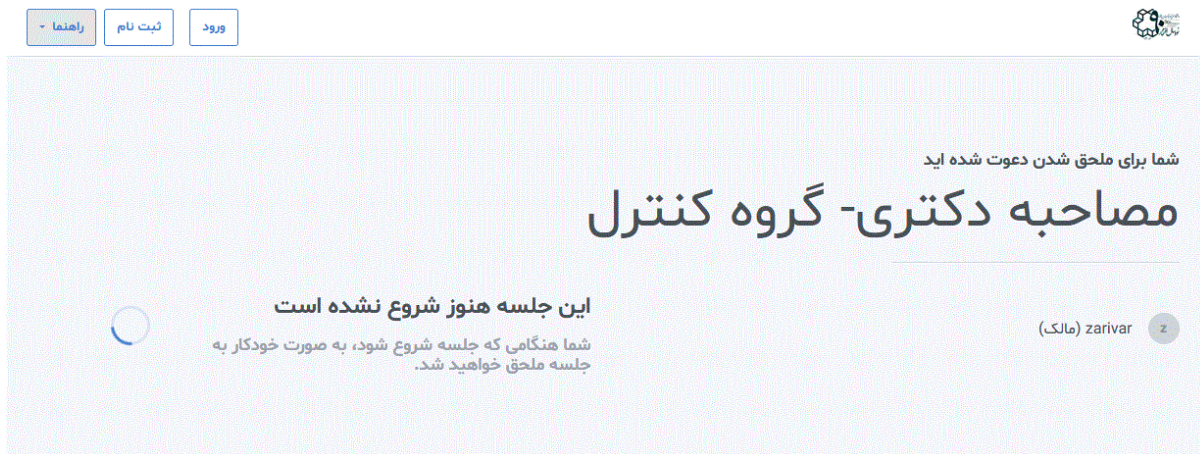 ورود
ثبت نام
راهنما
شما برای ملحق شدن دعوت شده اید
مصاحبه دکتری- گروه کنترل
z
zarivar (مالک)
این جلسه هنوز شروع نشده است
شما هنگامی که جلسه شروع شود، به صورت خودکار به
جلسه ملحق خواهید شد.